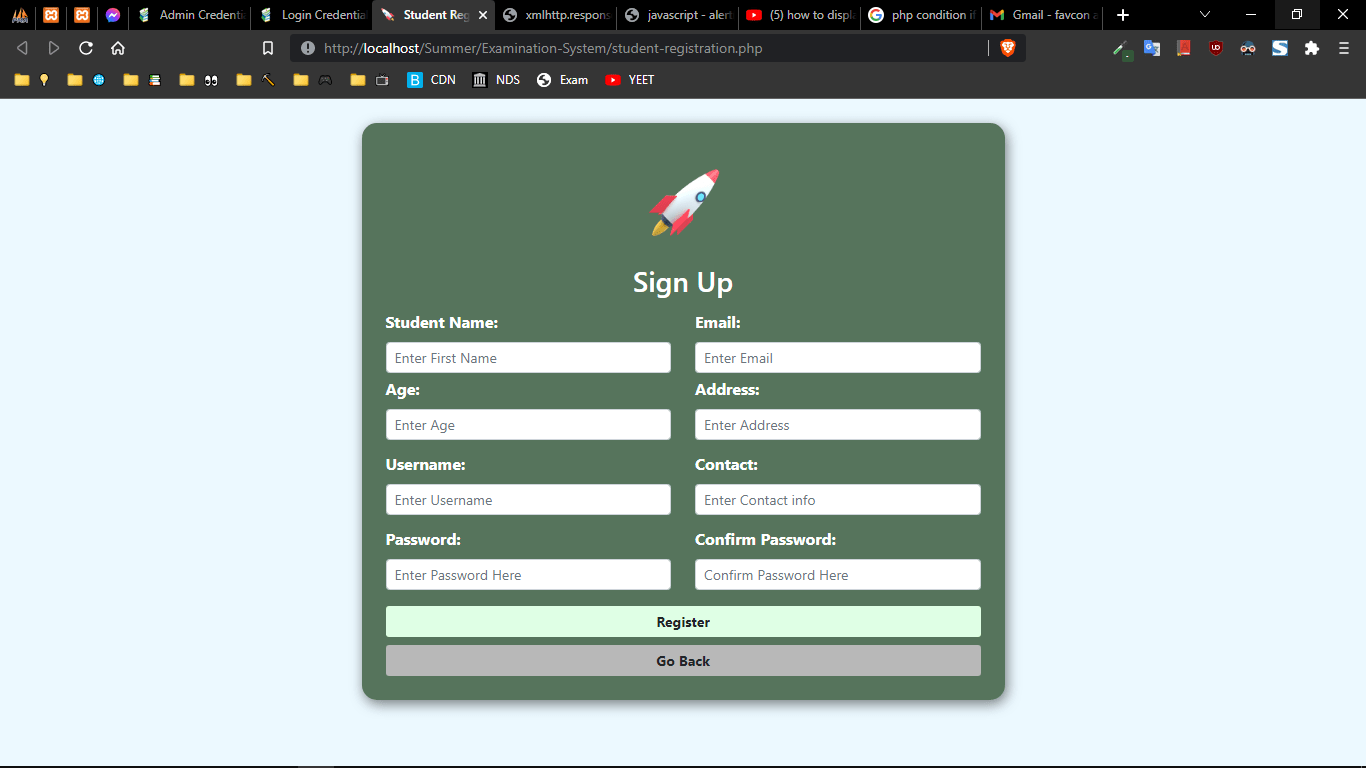 Admin Credenti
Login Credentia
Student Reg
xmlhttp.respons
javascript - alert
(5) how to displa
php condition if
Gmail - favcon a
http://localhost/Summer/Examination-System/student-registration.php
CDN
NDS
Exam
YEET
Sign Up
Student Name:
Email:
Enter First Name
Enter Email
Age:
Address:
Enter Age
Enter Address
Username:
Contact:
Enter Username
Enter Contact info
Password:
Confirm Password:
Enter Password Here
Confirm Password Here
Register
Go Back